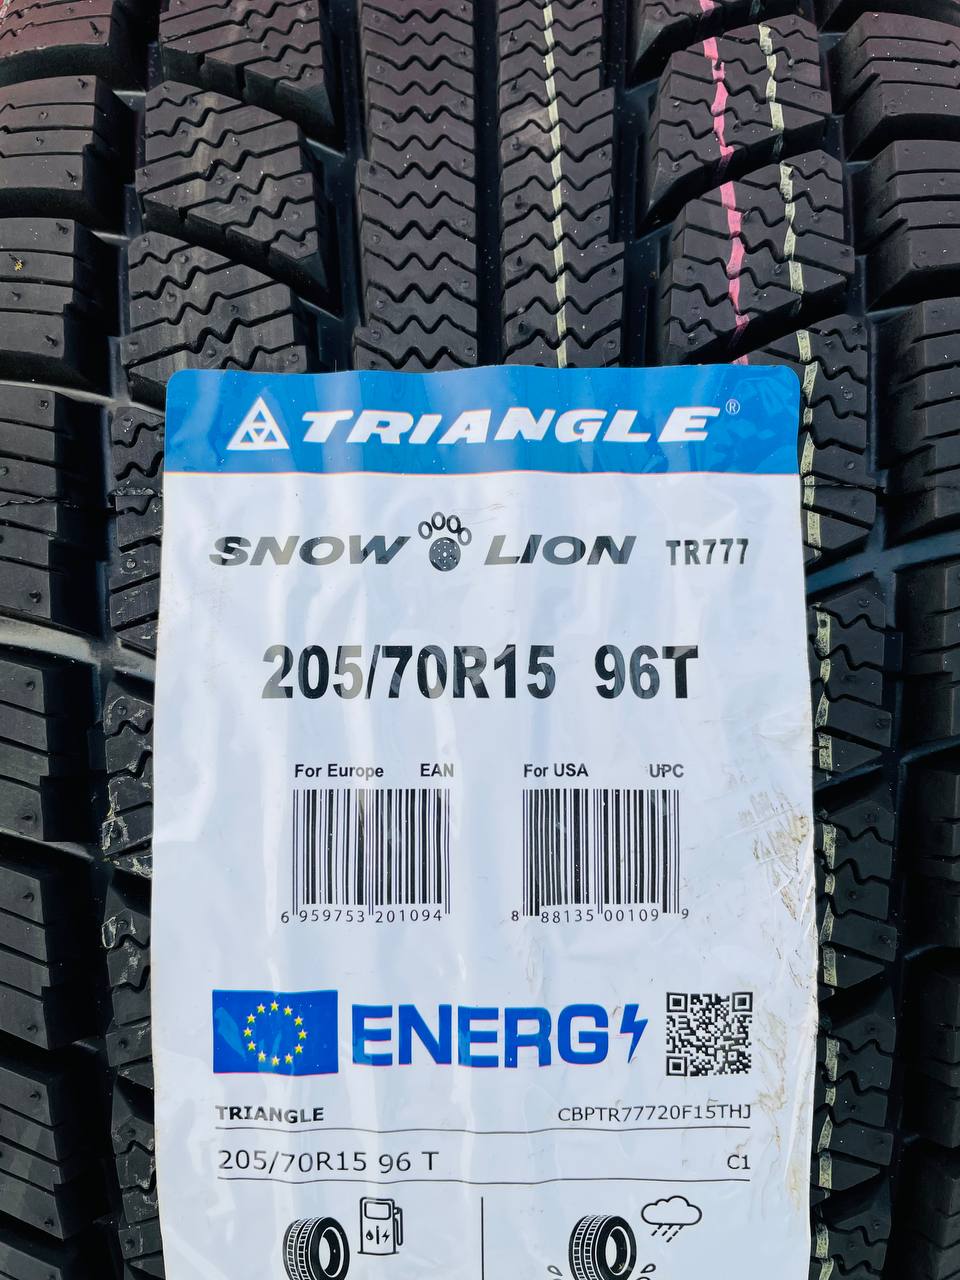 TRIANGLE®
SNOW LION TR777
205/70R15 96T
For Europe EAN For USA UPC
6 959753 201094 8 88135 00109 9
ENERG
TRIANGLE CBPTR77720F15THJ
205/70R15 96 T C1